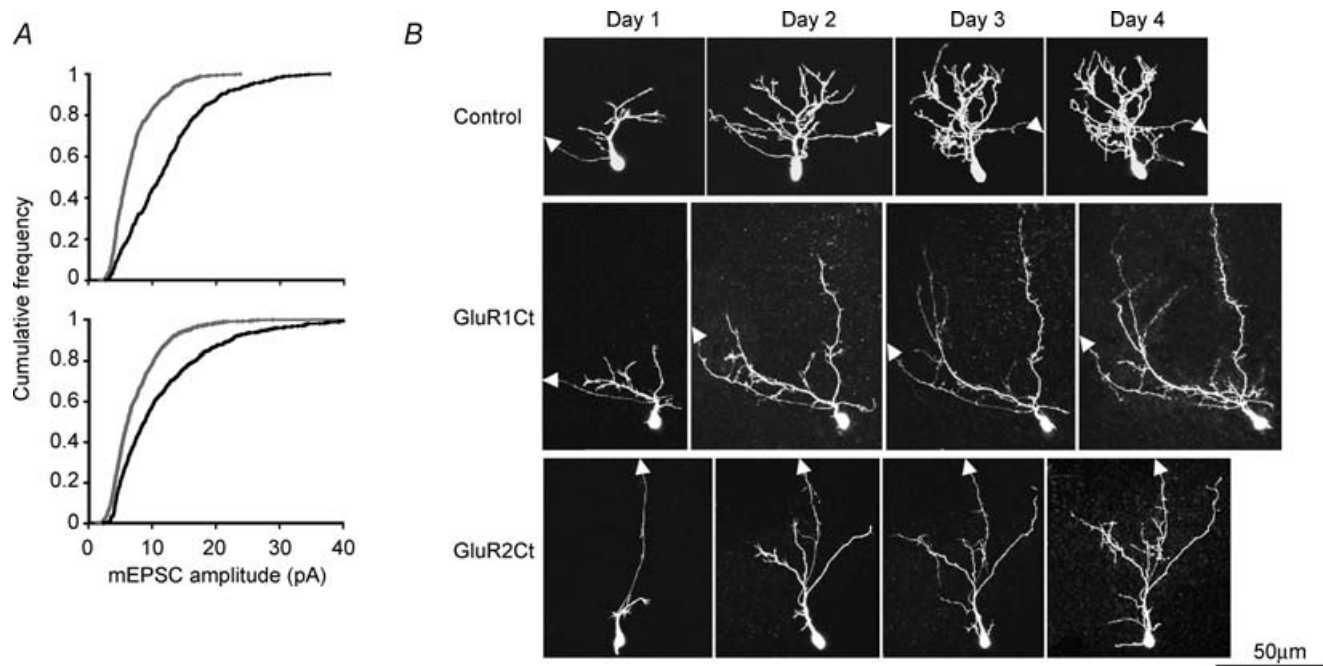 A
B
Day 1 Day 2 Day 3 Day 4
Cumulative frequency
1
0.8
0.6
0.4
0.2
0
1
0.8
0.6
0.4
0.2
0
0 10 20 30 40
mEPSC amplitude (pA)
Control
GluR1Ct
GluR2Ct
50µm